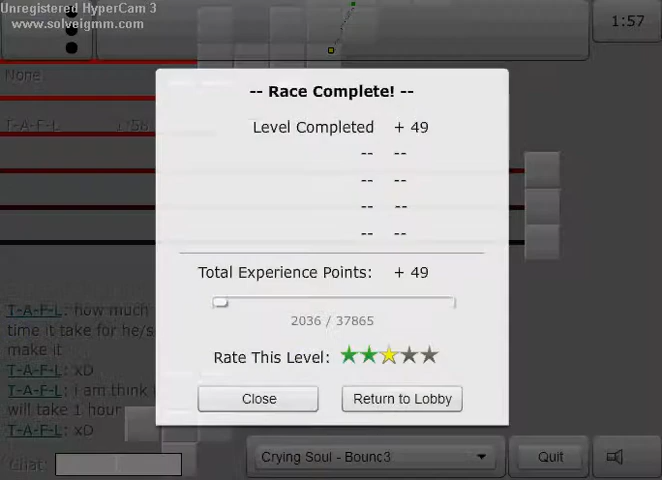 Unregistered HyperCam 3
www.solveigmm.com
1:57
None
-- Race Complete! --
T-A-F-L 1:58
Level Completed + 49
-- --
-- --
-- --
-- --
Total Experience Points: + 49
2036 / 37865
T-A-F-L: how much
time it take for he/s
make it
T-A-F-L: xD
T-A-F-L: i am think
will take 1 hour
T-A-F-L: xD
Rate This Level:
Close
Return to Lobby
Chat:
Crying Soul - Bounc3
Quit